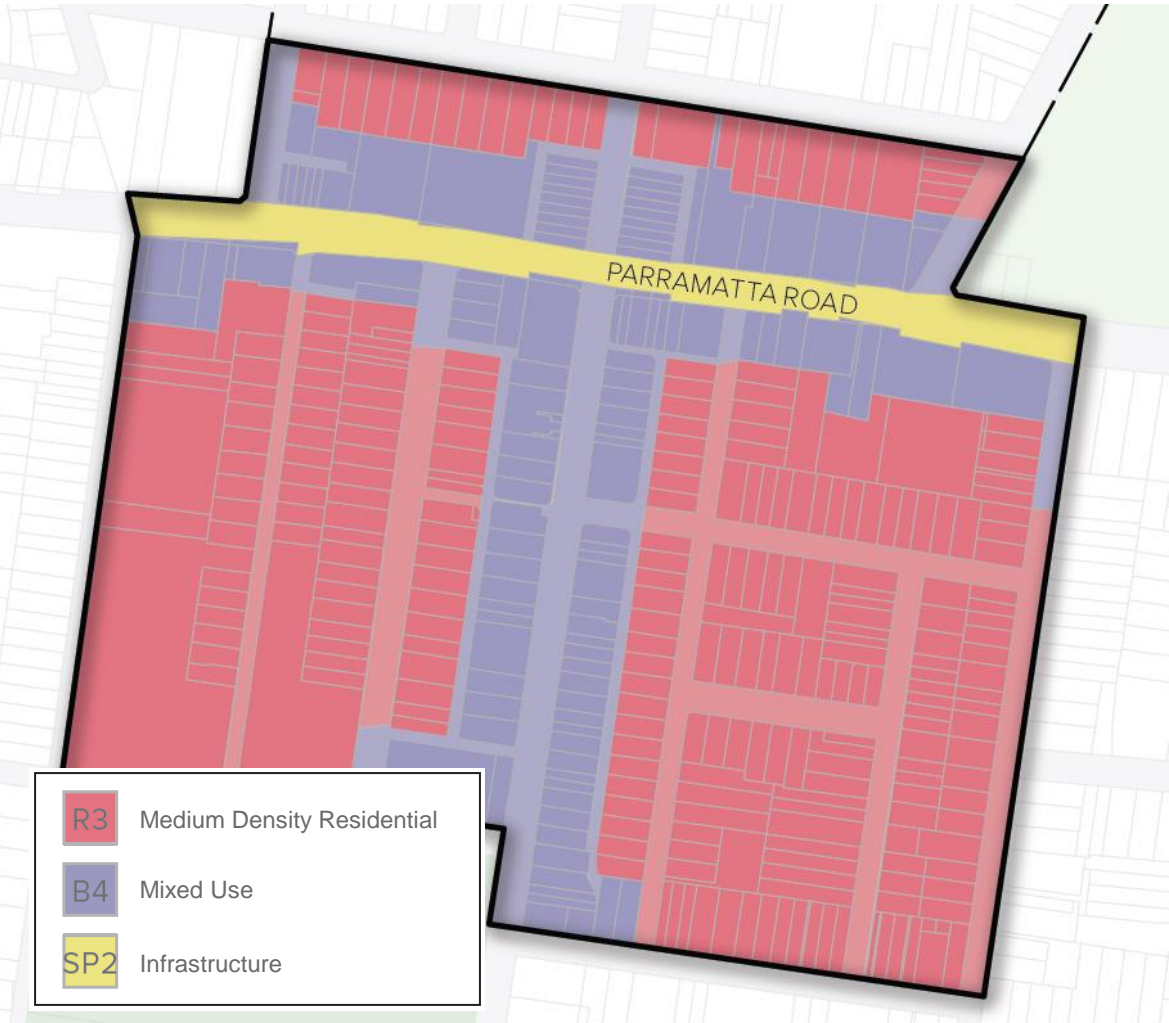 PARRAMATTA ROAD
R3 Medium Density Residential
B4 Mixed Use
SP2 Infrastructure